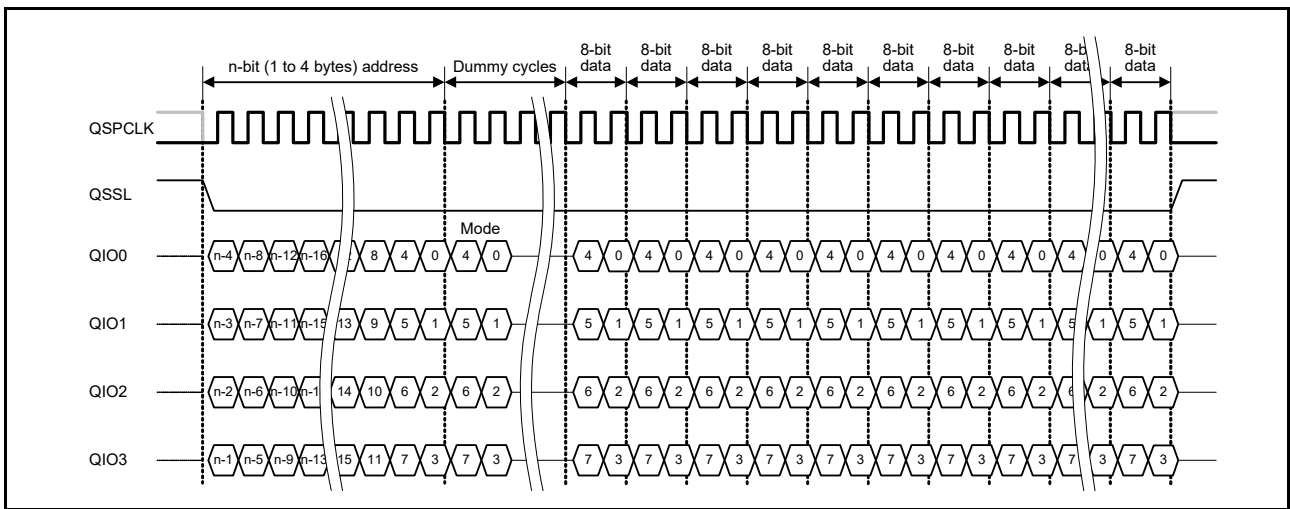 8-bit 8-bit 8-bit 8-bit 8-bit 8-bit 8-bit 8-bit 8-b 8-bit
n-bit (1 to 4 bytes) address Dummy cycles data data data data data data data data dat data
QSPCLK
QSSL
Mode
QIO0 n-4 n-8 n-12 n-16 8 4 0 4 0 4 0 4 0 4 0 4 0 4 0 4 0 4 0 4 0 4 0 4 0
QIO1 n-3 n-7 n-11 n-15 13 9 5 1 5 1 5 1 5 1 5 1 5 1 5 1 5 1 5 1 5 1 5 1 5 1
QIO2 n-2 n-6 n-10 n-1 14 10 6 2 6 2 6 2 6 2 6 2 6 2 6 2 6 2 6 2 6 2 6 2 6 2
QIO3 n-1 n-5 n-9 n-13 15 11 7 3 7 3 7 3 7 3 7 3 7 3 7 3 7 3 7 3 7 3 7 3 7 3